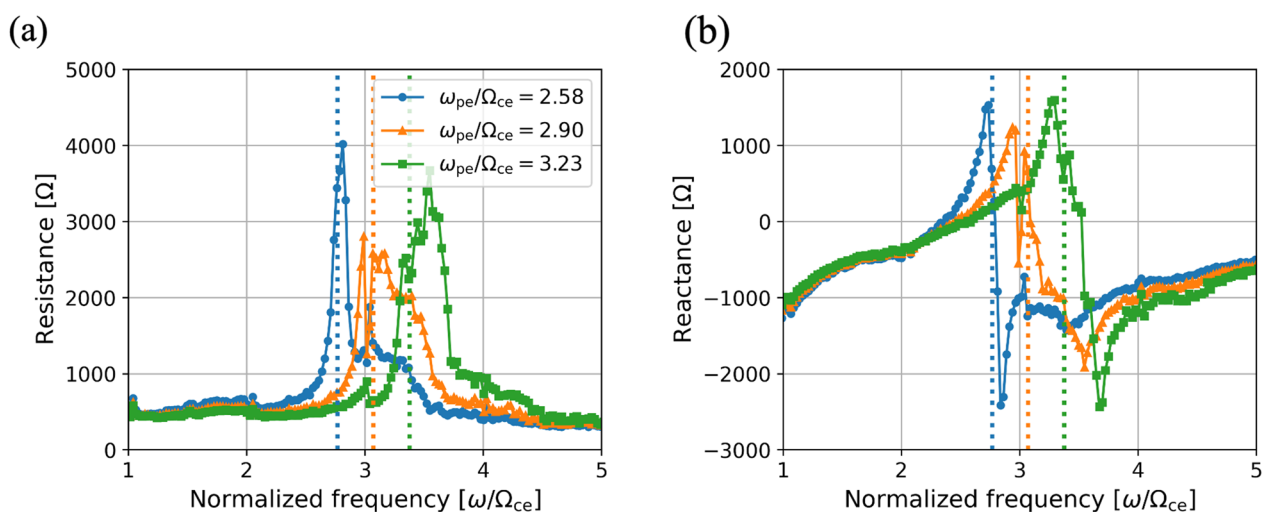 (a)
(b)
5000
4000
3000
2000
1000
0
Resistance [Ω]
1 2 3 4 5
Normalized frequency [ω/Ωce]
ωpe/Ωce = 2.58
ωpe/Ωce = 2.90
ωpe/Ωce = 3.23
2000
1000
0
−1000
−2000
−3000
Reactance [Ω]
1 2 3 4 5
Normalized frequency [ω/Ωce]